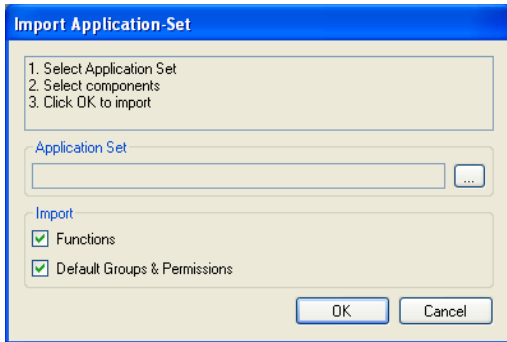 Import Application-Set
1. Select Application Set
2. Select components
3. Click OK to import
Application Set
...
Import
Functions
Default Groups & Permissions
OK
Cancel